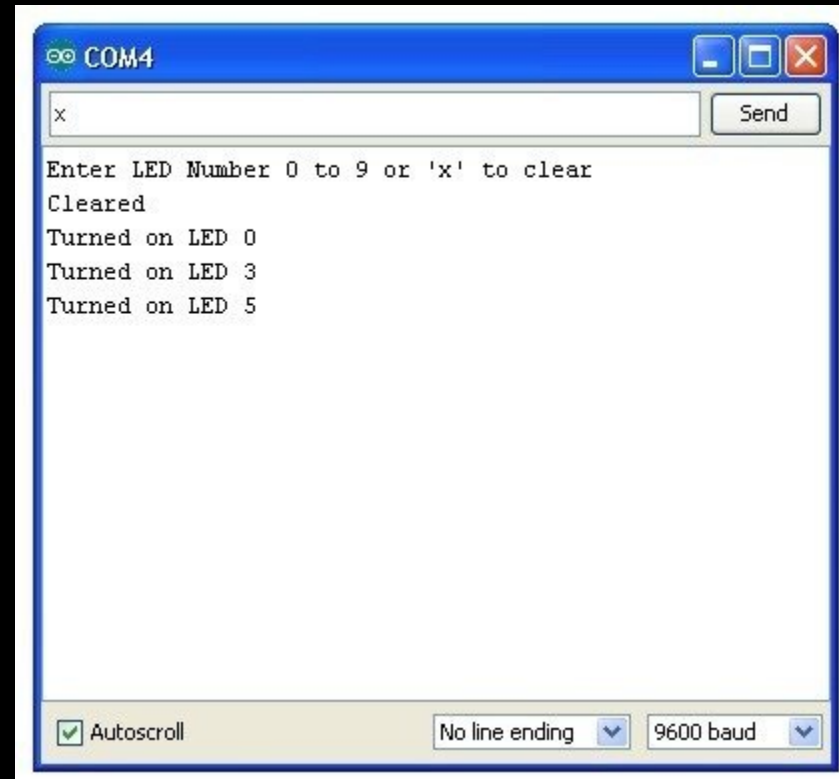 COM4
x
Send
Enter LED Number 0 to 9 or 'x' to clear
Cleared
Turned on LED 0
Turned on LED 3
Turned on LED 5
Autoscroll
No line ending
9600 baud